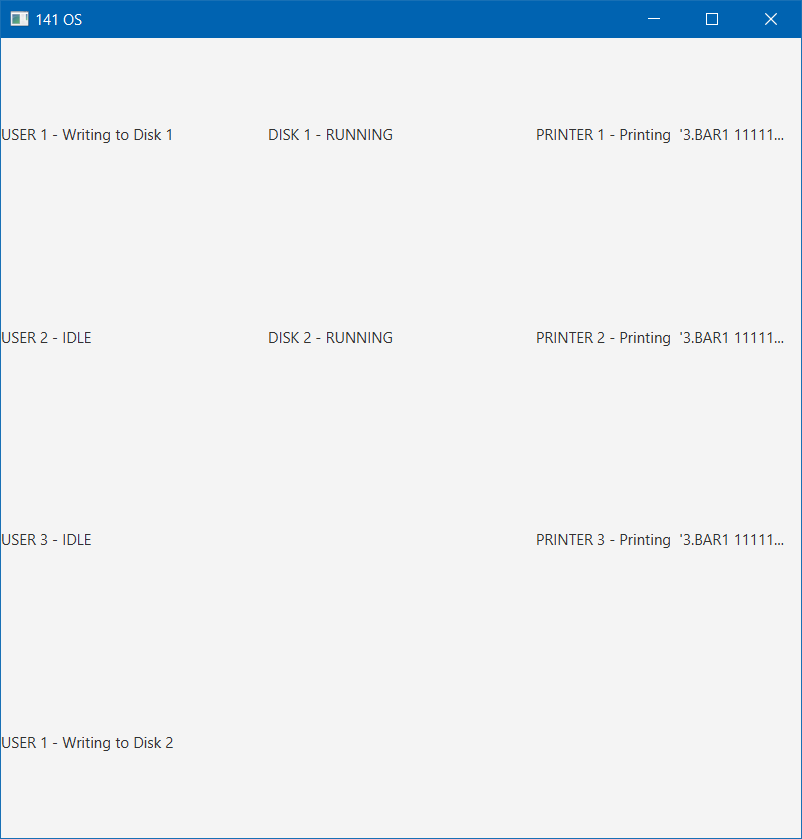 141 OS
USER 1 - Writing to Disk 1 DISK 1 - RUNNING PRINTER 1 - Printing '3.BAR1 11111...
USER 2 - IDLE DISK 2 - RUNNING PRINTER 2 - Printing '3.BAR1 11111...
USER 3 - IDLE PRINTER 3 - Printing '3.BAR1 11111...
USER 1 - Writing to Disk 2